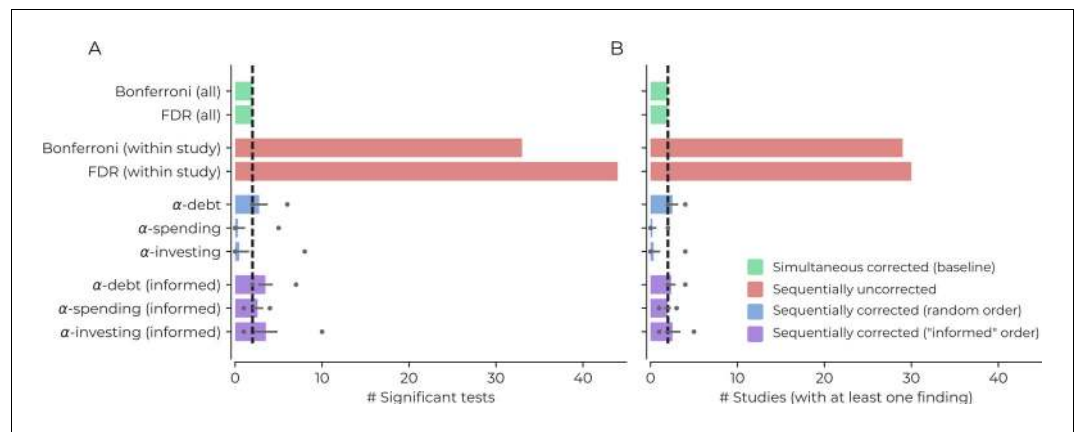 A
B
Bonferroni (all)
FDR (all)
Bonferroni (within study)
FDR (within study)
α-debt
α-spending
α-investing
α-debt (informed)
α-spending (informed)
α-investing (informed)
Simultaneous corrected (baseline)
Sequentially uncorrected
Sequentially corrected (random order)
Sequentially corrected ("informed" order)
0 10 20 30 40
# Significant tests
0 10 20 30 40
# Studies (with at least one finding)